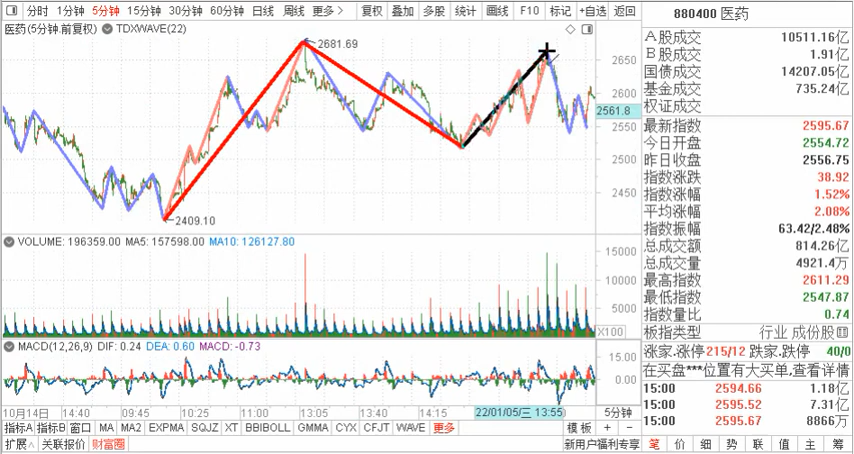 分时 1分钟 5分钟 15分钟 30分钟 60分钟 日线 周线 更多 复权 叠加 多股 统计 画线 F10 标记 +自选 返回
880400 医药
医药(5分钟.前复权) TDXWAVE(22)
2681.69
2409.10
2650
2600
2561.8
2550
2500
2450
VOLUME: 196359.00 MA5: 157598.00 MA10: 126127.80
15000
10000
5000
X100
MACD(12,26,9) DIF: 0.24 DEA: 0.60 MACD: -0.73
15.00
0.00
10月14日 14:40 09:45 10:25 11:00 13:05 13:40 14:15 22/01/05/三 13:55 5分钟
指标A 指标B 窗口 MA MA2 EXPMA SQJZ XT BBIBOLL GMMA CYX CFJT WAVE 更多 模板 + −
扩展∧ 关联报价 财富圈 新用户福利专享
A股成交 10511.16亿
B股成交 1.91亿
国债成交 14207.05亿
基金成交 735.24亿
权证成交
最新指数 2595.67
今日开盘 2554.72
昨日收盘 2556.75
指数涨跌 38.92
指数涨幅 1.52%
平均涨幅 2.08%
指数振幅 63.42/2.48%
总成交额 814.26亿
总成交量 4921.4万
最高指数 2611.29
最低指数 2547.87
指数量比 0.74
板指类型 行业 成份股
涨家.涨停 215/12 跌家.跌停 40/0
在买盘***位置有大买单,查看详情
15:00 2594.66 1.18亿
15:00 2595.52 7.31亿
15:00 2595.67 8866万
笔 价 细 势 联 值 主 筹